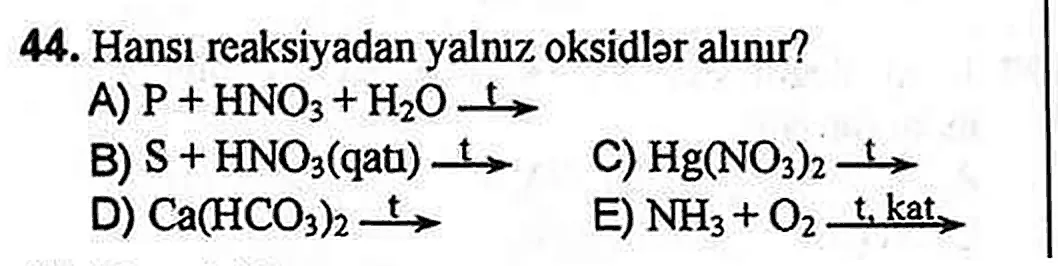 44. Hansı reaksiyadan yalnız oksidlər alınır?
A) P + HNO₃ + H₂O —t→
B) S + HNO₃(qatı) —t→ C) Hg(NO₃)₂ —t→
D) Ca(HCO₃)₂ —t→ E) NH₃ + O₂ —t, kat.→